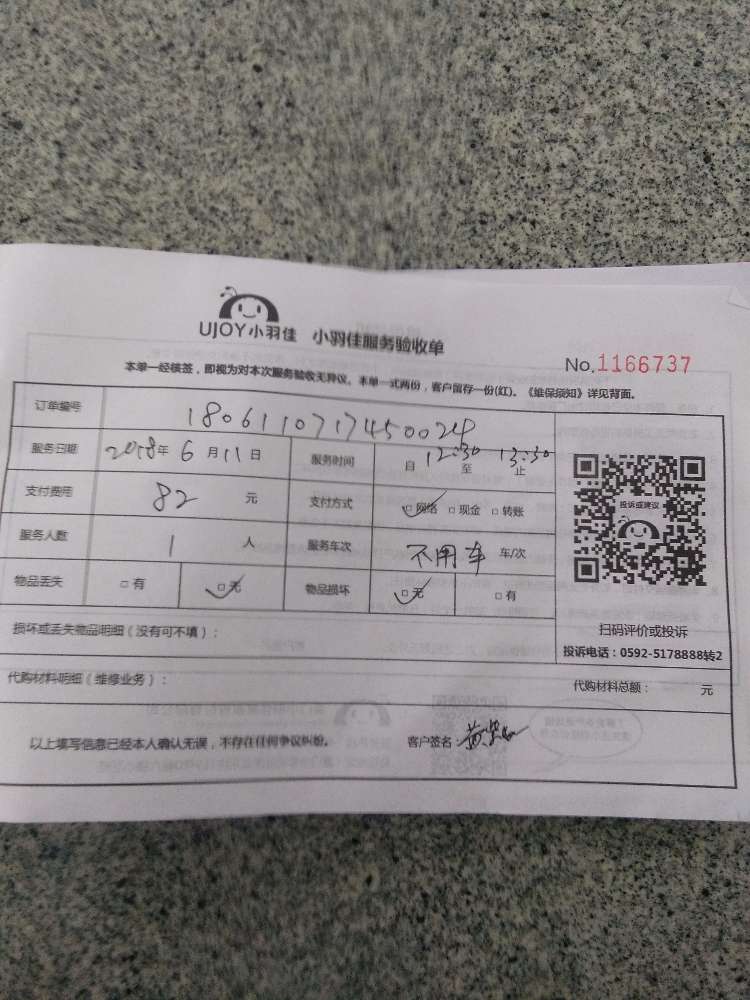 UJOY小羽佳 小羽佳服务验收单
No.1166737
本单一经核签，即视为对本次服务验收无异议。本单一式两份，客户留存一份(红)。《维保须知》详见背面。
订单编号 1806110717450024
服务日期 2018年 6 月 11 日 服务时间 自 12:30 至 13:30 止
支付费用 82 元 支付方式 □网络 □现金 □转账
投诉或建议
服务人数 1 人 服务车次 不用车 车/次
物品丢失 □有 □无 物品损坏 □无 □有
损坏或丢失物品明细（没有可不填）：
扫码评价或投诉
投诉电话：0592-5178888转2
代购材料明细（维修业务）： 代购材料总额： 元
以上填写信息已经本人确认无误，不存在任何争议纠纷。 客户签名：黄